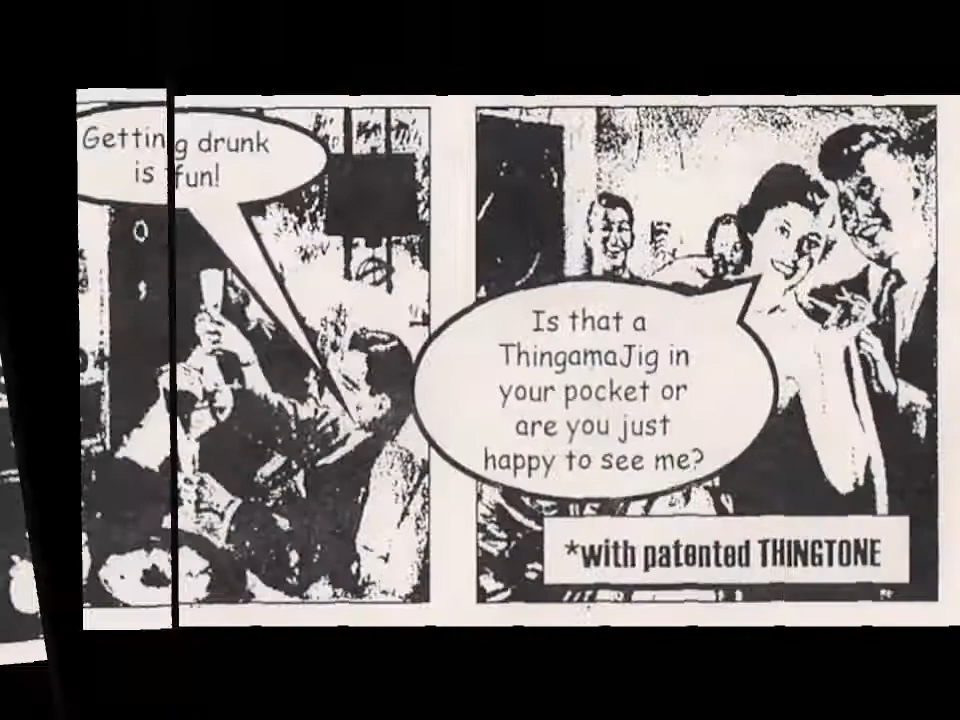 Getting drunk
is fun!
Is that a
ThingamaJig in
your pocket or
are you just
happy to see me?
*with patented THINGTONE